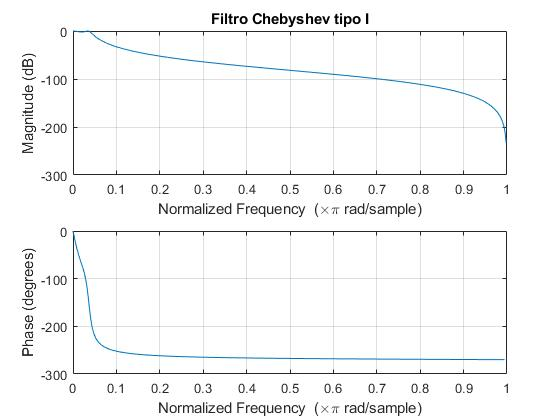 Filtro Chebyshev tipo I
0
-100
-200
-300
Magnitude (dB)
0 0.1 0.2 0.3 0.4 0.5 0.6 0.7 0.8 0.9 1
Normalized Frequency (×π rad/sample)
0
-100
-200
-300
Phase (degrees)
0 0.1 0.2 0.3 0.4 0.5 0.6 0.7 0.8 0.9 1
Normalized Frequency (×π rad/sample)